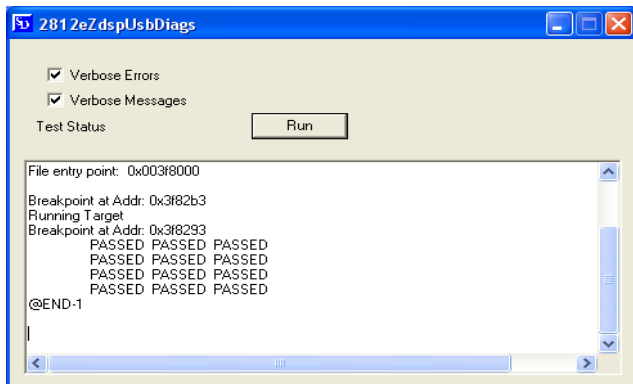 2812eZdspUsbDiags
Verbose Errors
Verbose Messages
Test Status
Run
File entry point: 0x003f8000
Breakpoint at Addr: 0x3f82b3
Running Target
Breakpoint at Addr: 0x3f8293
PASSED PASSED PASSED
PASSED PASSED PASSED
PASSED PASSED PASSED
PASSED PASSED PASSED
@END-1